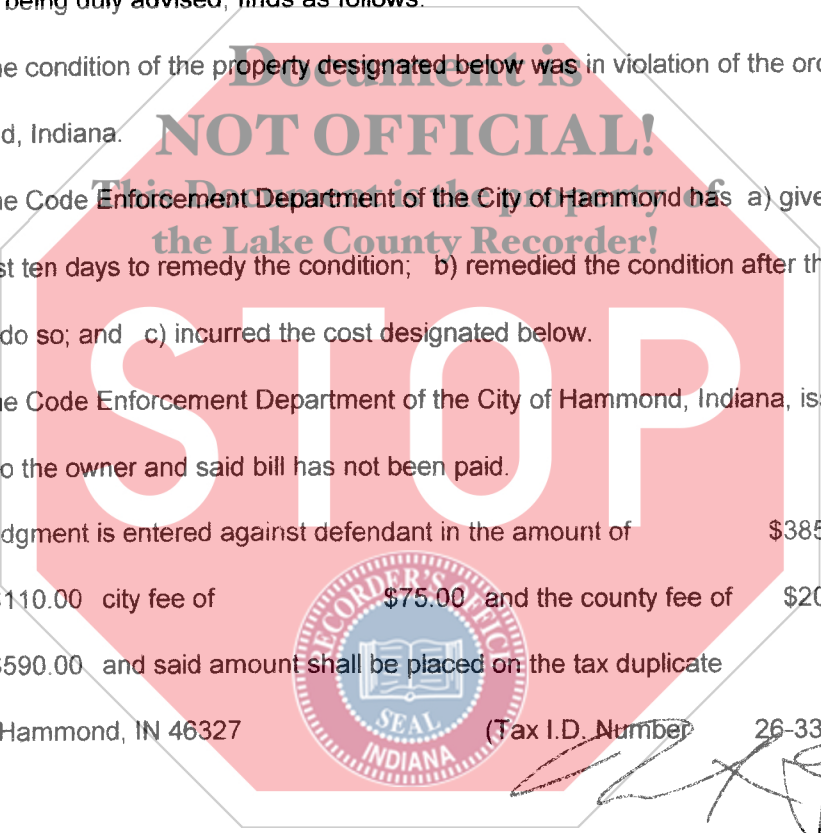 being duly advised, finds as follows:
ne condition of the property designated below was in violation of the ord
Document is
d, Indiana.
NOT OFFICIAL!
ne Code Enforcement Department of the City of Hammond has a) give
This Document is the property of
the Lake County Recorder!
st ten days to remedy the condition; b) remedied the condition after th
do so; and c) incurred the cost designated below.
STOP
ne Code Enforcement Department of the City of Hammond, Indiana, iss
o the owner and said bill has not been paid.
dgment is entered against defendant in the amount of $385
$110.00 city fee of $75.00 and the county fee of $20
$590.00 and said amount shall be placed on the tax duplicate
Hammond, IN 46327 (Tax I.D. Number 26-33
RECORDER'S OFFICE
SEAL
INDIANA